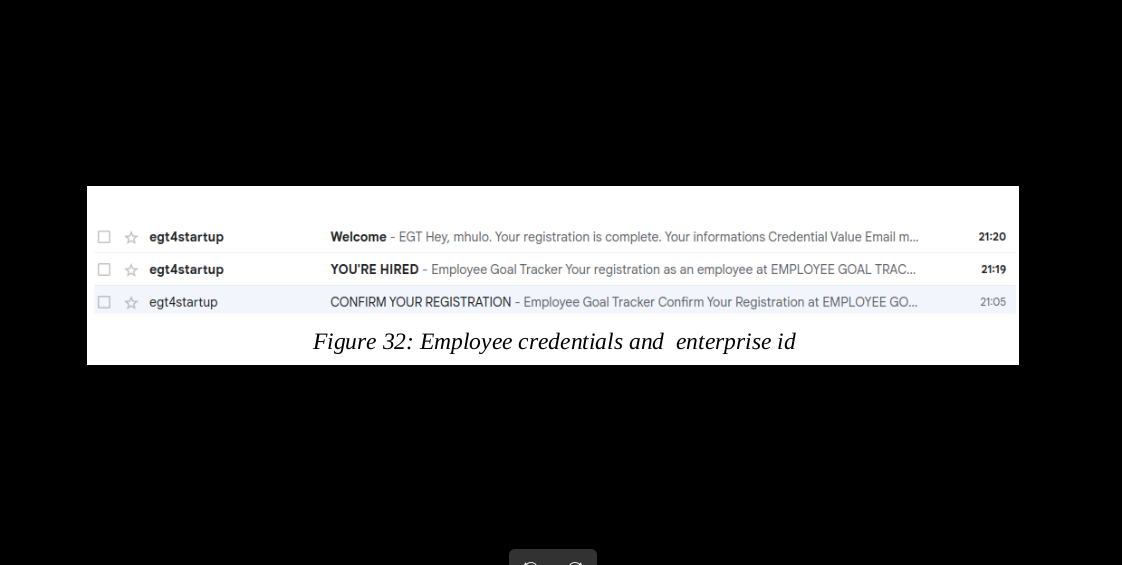 egt4startup Welcome - EGT Hey, mhulo. Your registration is complete. Your informations Credential Value Email m... 21:20
egt4startup YOU'RE HIRED - Employee Goal Tracker Your registration as an employee at EMPLOYEE GOAL TRAC... 21:19
egt4startup CONFIRM YOUR REGISTRATION - Employee Goal Tracker Confirm Your Registration at EMPLOYEE GO... 21:05
Figure 32: Employee credentials and  enterprise id